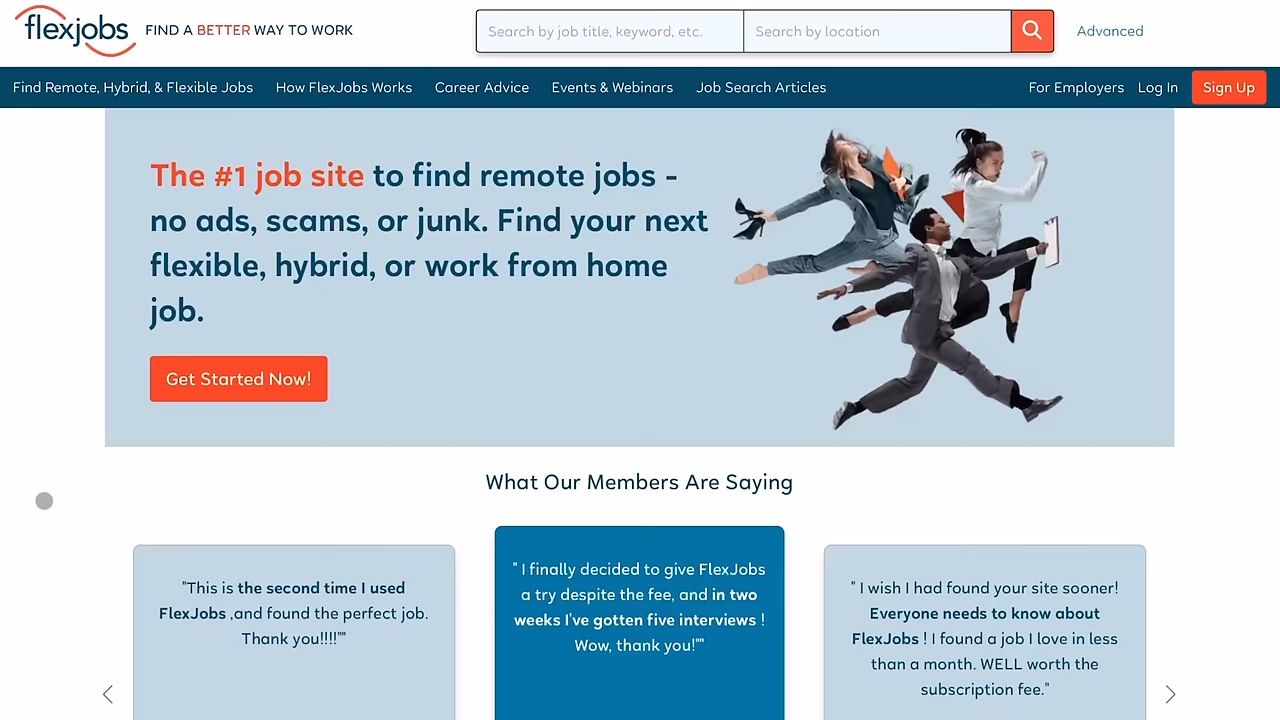 flexjobs FIND A BETTER WAY TO WORK
Search by job title, keyword, etc. Search by location Advanced
Find Remote, Hybrid, & Flexible Jobs How FlexJobs Works Career Advice Events & Webinars Job Search Articles For Employers Log In Sign Up
The #1 job site to find remote jobs -
no ads, scams, or junk. Find your next
flexible, hybrid, or work from home
job.
Get Started Now!
What Our Members Are Saying
"This is the second time I used
FlexJobs ,and found the perfect job.
Thank you!!!!""
" I finally decided to give FlexJobs
a try despite the fee, and in two
weeks I've gotten five interviews !
Wow, thank you!""
" I wish I had found your site sooner!
Everyone needs to know about
FlexJobs ! I found a job I love in less
than a month. WELL worth the
subscription fee."